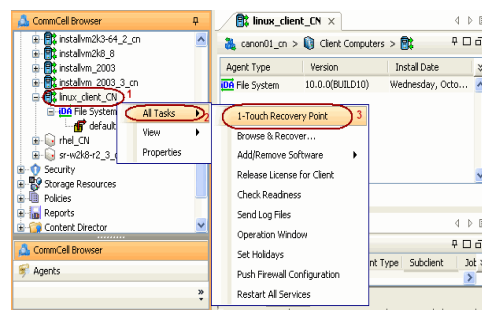 CommCell Browser
installvm2k3-64_2_cn
installvm2k8_8
installvm_2003
installvm_2003_3_cn
linux_client_CN
1
File System
default
rhel_CN
Security
Storage Resources
Policies
Reports
Content Director
CommCell Browser
Agents
All Tasks
2
View
Properties
1-Touch Recovery Point
3
Browse & Recover...
Add/Remove Software
Release License for Client
Check Readiness
Send Log Files
Operation Window
Set Holidays
Push Firewall Configuration
Restart All Services
linux_client_CN
canon01_cn > Client Computers >
Agent Type Version Install Date
iDA File System 10.0.0(BUILD10) Wednesday, Octo...
nt Type Subclient Job